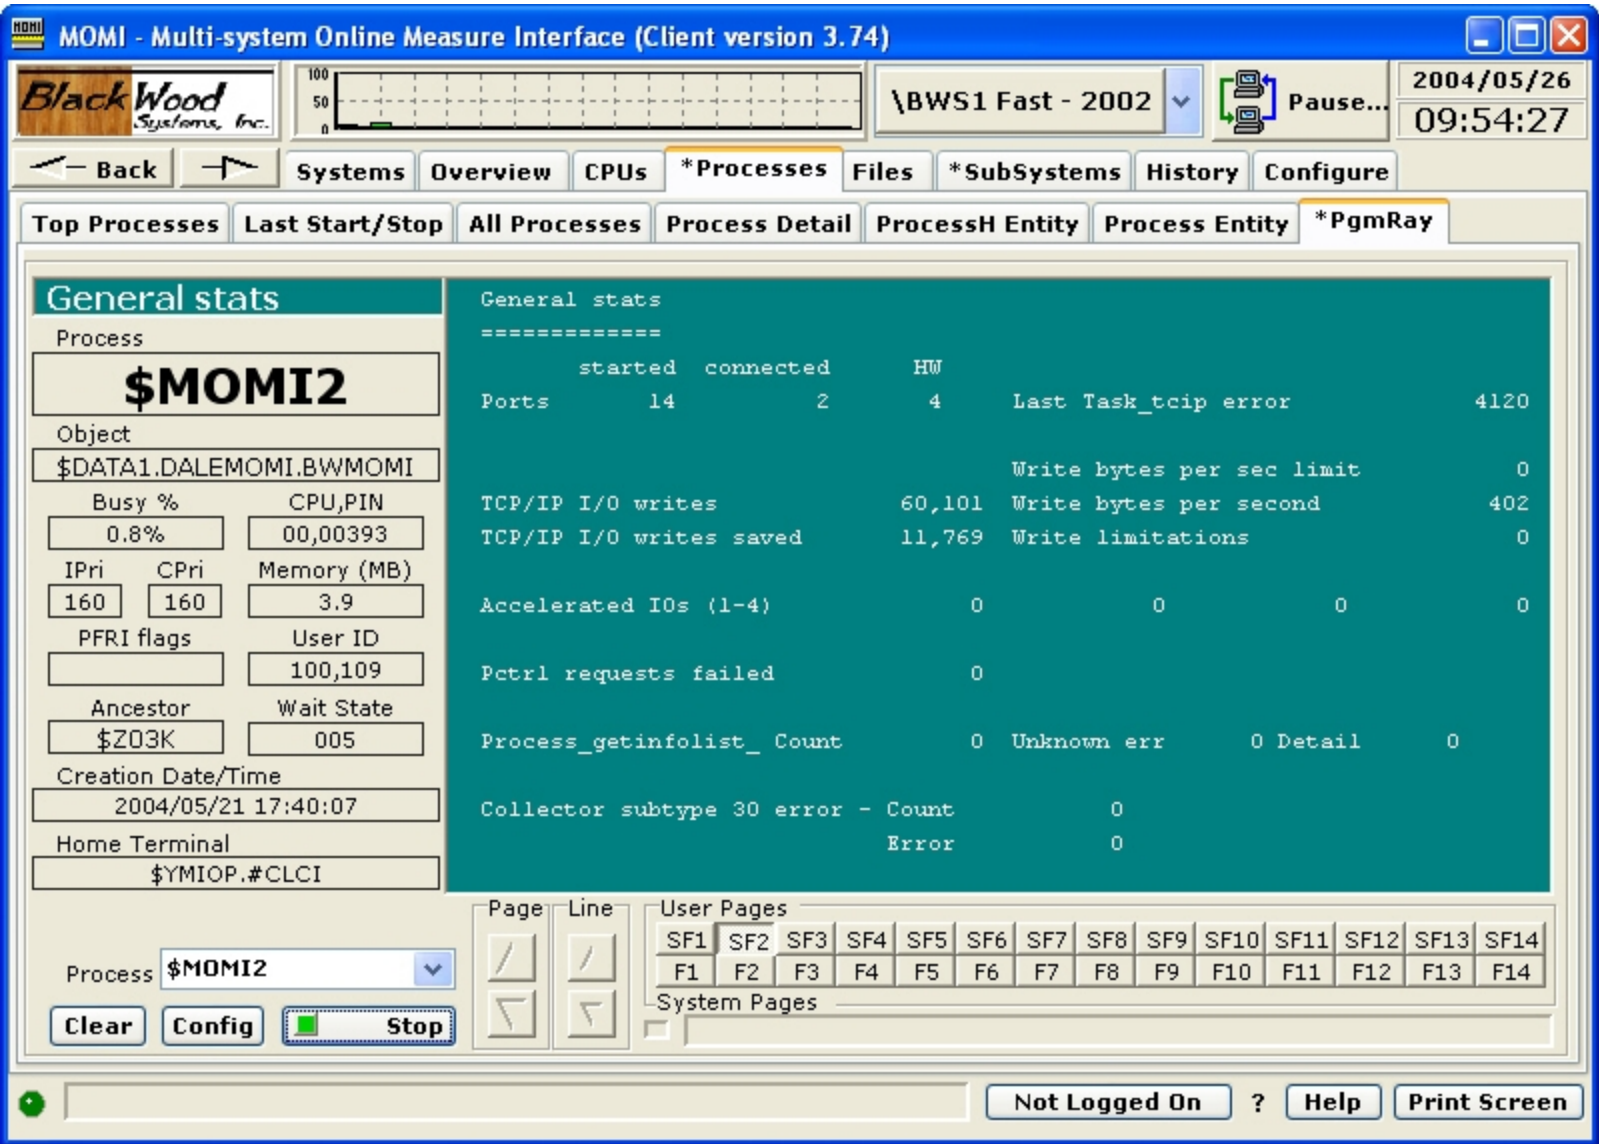 MOMI - Multi-system Online Measure Interface (Client version 3.74)
BlackWood Systems, Inc.
100
50
0
\BWS1 Fast - 2002
Pause...
2004/05/26
09:54:27
Back
Systems Overview CPUs *Processes Files *SubSystems History Configure
Top Processes Last Start/Stop All Processes Process Detail ProcessH Entity Process Entity *PgmRay
General stats
Process
$MOMI2
Object
$DATA1.DALEMOMI.BWMOMI
Busy % CPU,PIN
0.8% 00,00393
IPri CPri Memory (MB)
160 160 3.9
PFRI flags User ID
100,109
Ancestor Wait State
$Z03K 005
Creation Date/Time
2004/05/21 17:40:07
Home Terminal
$YMIOP.#CLCI
Process $MOMI2
Clear Config Stop
General stats
=============
started connected HW
Ports 14 2 4 Last Task_tcip error 4120
Write bytes per sec limit 0
TCP/IP I/O writes 60,101 Write bytes per second 402
TCP/IP I/O writes saved 11,769 Write limitations 0
Accelerated IOs (1-4) 0 0 0 0
Pctrl requests failed 0
Process_getinfolist_ Count 0 Unknown err 0 Detail 0
Collector subtype 30 error - Count 0
Error 0
Page Line User Pages
SF1 SF2 SF3 SF4 SF5 SF6 SF7 SF8 SF9 SF10 SF11 SF12 SF13 SF14
F1 F2 F3 F4 F5 F6 F7 F8 F9 F10 F11 F12 F13 F14
System Pages
Not Logged On ? Help Print Screen